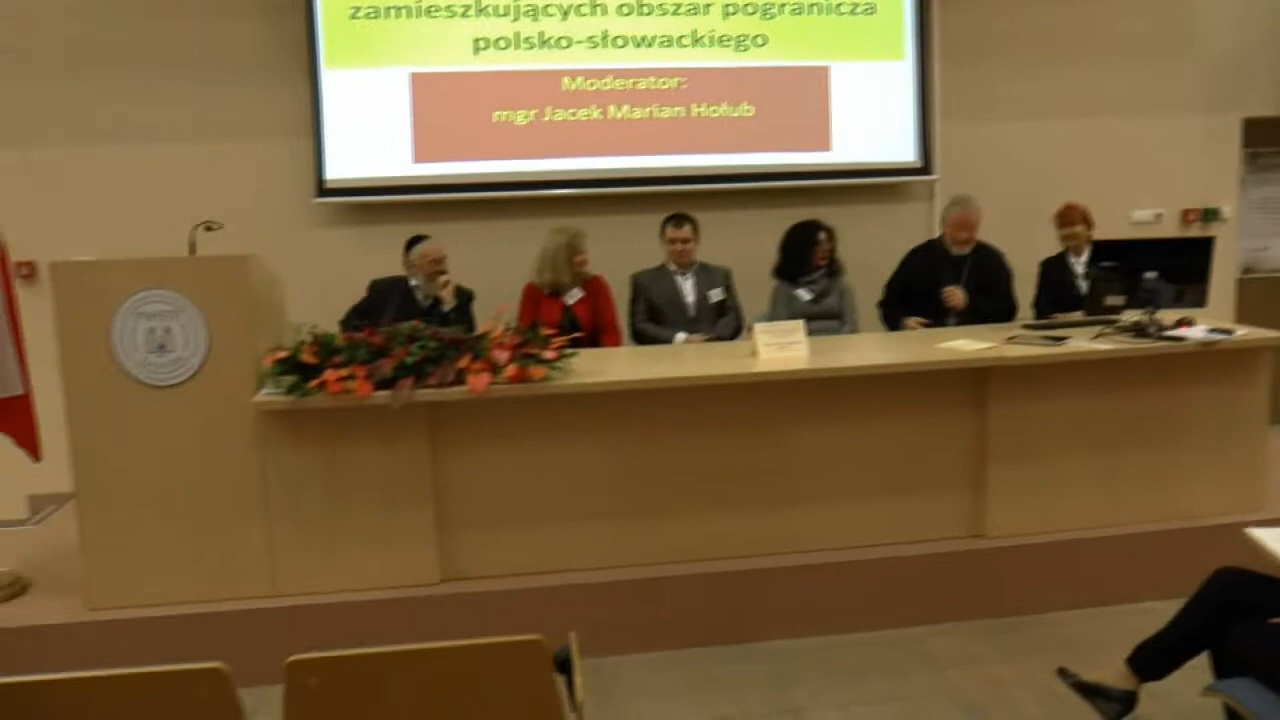 zamieszkujących obszar pogranicza
polsko-słowackiego
Moderator:
mgr Jacek Marian Hołub